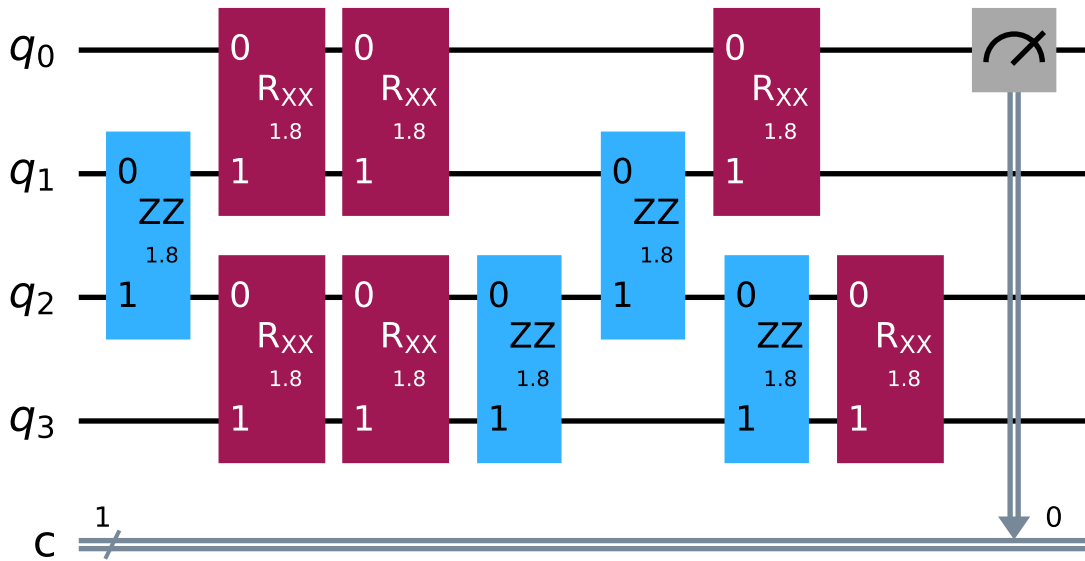 q0 0 0 0
RXX RXX RXX
1.8 1.8 1.8
q1 0 1 1 0 1
ZZ ZZ
1.8 1.8
q2 1 0 0 0 1 0 0
RXX RXX ZZ ZZ RXX
1.8 1.8 1.8 1.8 1.8
q3 1 1 1 1 1
1 0
c